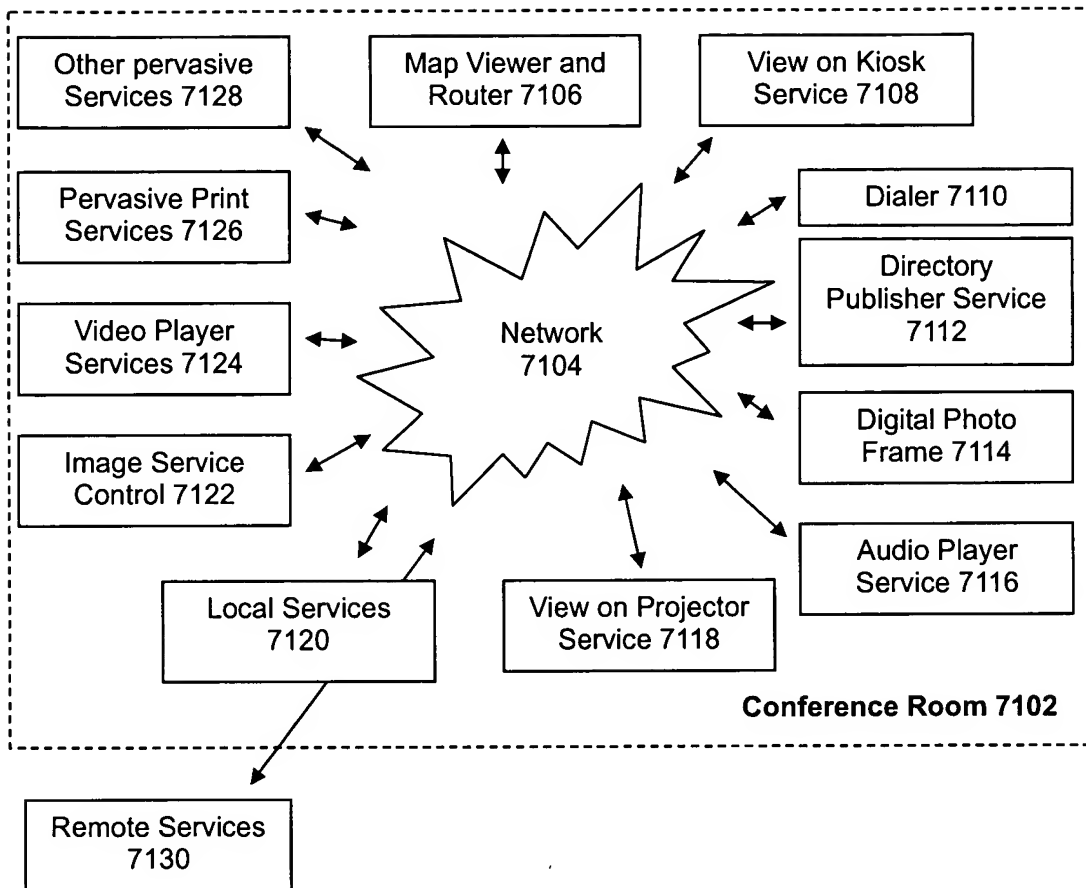 Other pervasive
Services 7128
Map Viewer and
Router 7106
View on Kiosk
Service 7108
Pervasive Print
Services 7126
Dialer 7110
Directory
Publisher Service
7112
Video Player
Services 7124
Network
7104
Image Service
Control 7122
Digital Photo
Frame 7114
Local Services
7120
View on Projector
Service 7118
Audio Player
Service 7116
Conference Room 7102
Remote Services
7130